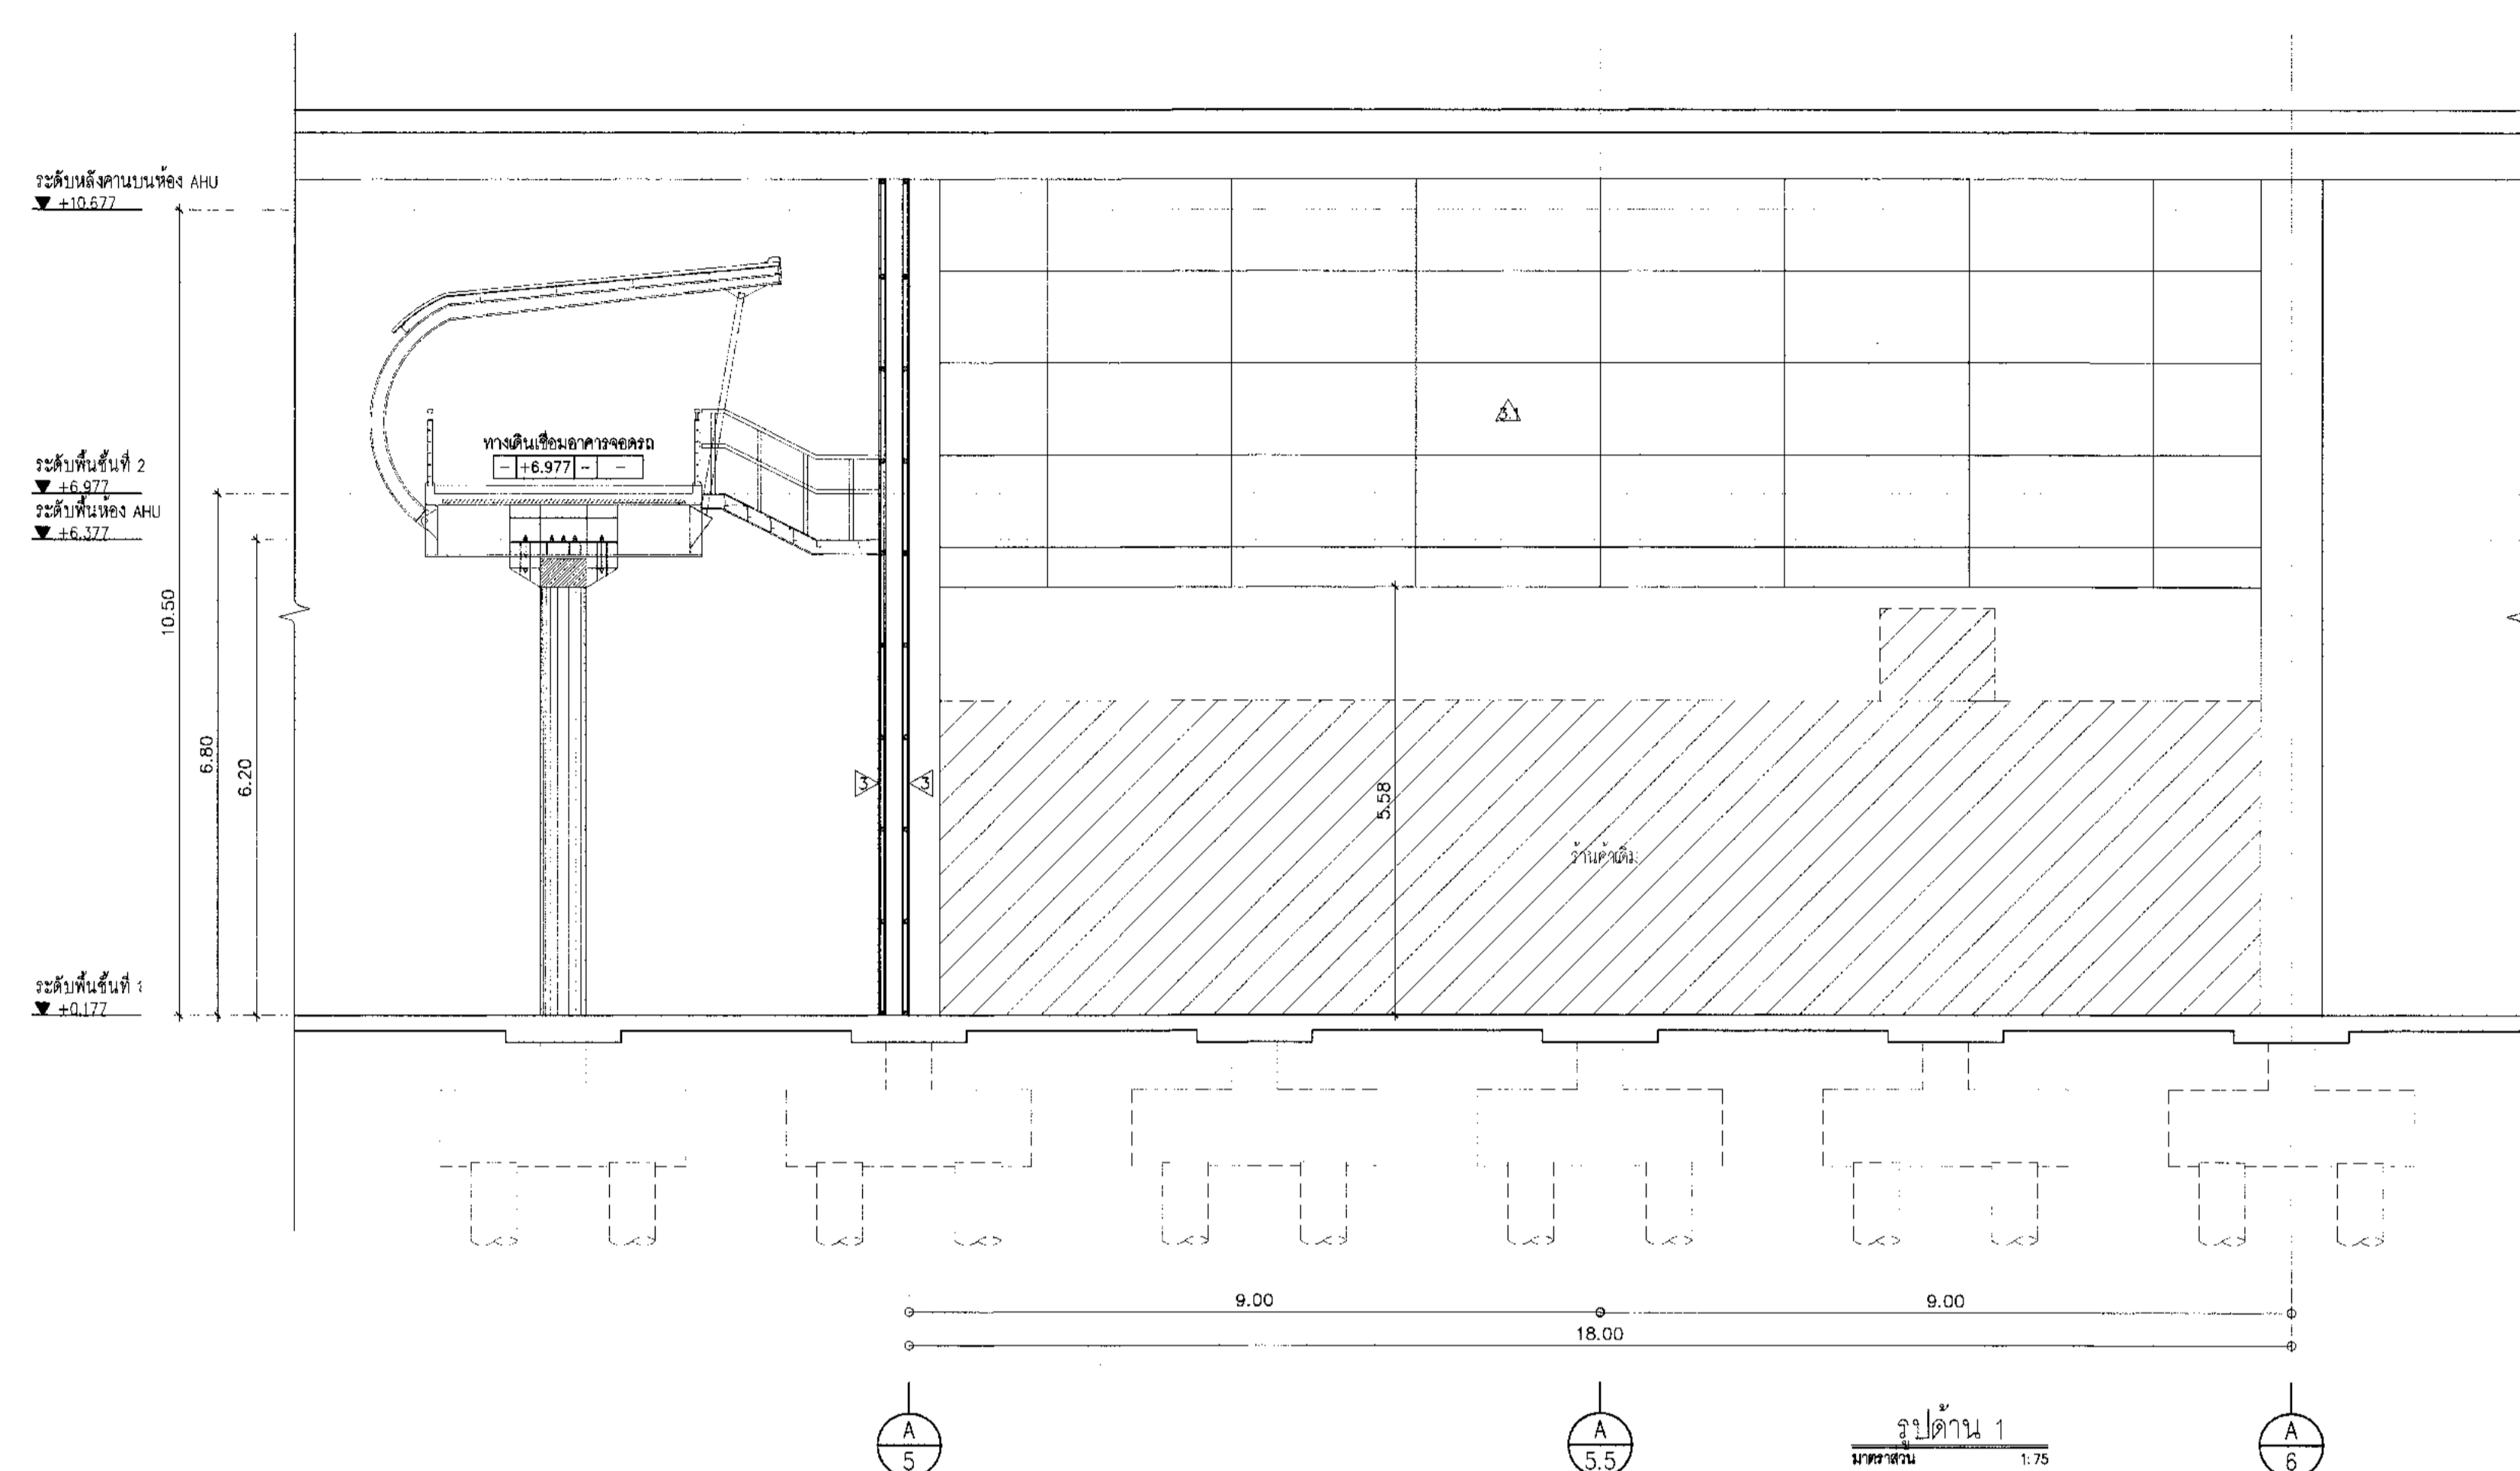 ระดับหลังคานบนห้อง AHU
+10.677
ทางเดินเชื่อมอาคารจอดรถ
- +6.977 - -
ระดับพื้นชั้นที่ 2
+6.977
ระดับพื้นห้อง AHU
+6.377
3.1
10.50
6.80
6.20
3
3
5.58
ร้านค้าเดิม
ระดับพื้นชั้นที่ 1
+0.177
9.00
9.00
18.00
A
5
A
5.5
A
6
รูปด้าน 1
มาตราส่วน 1:75